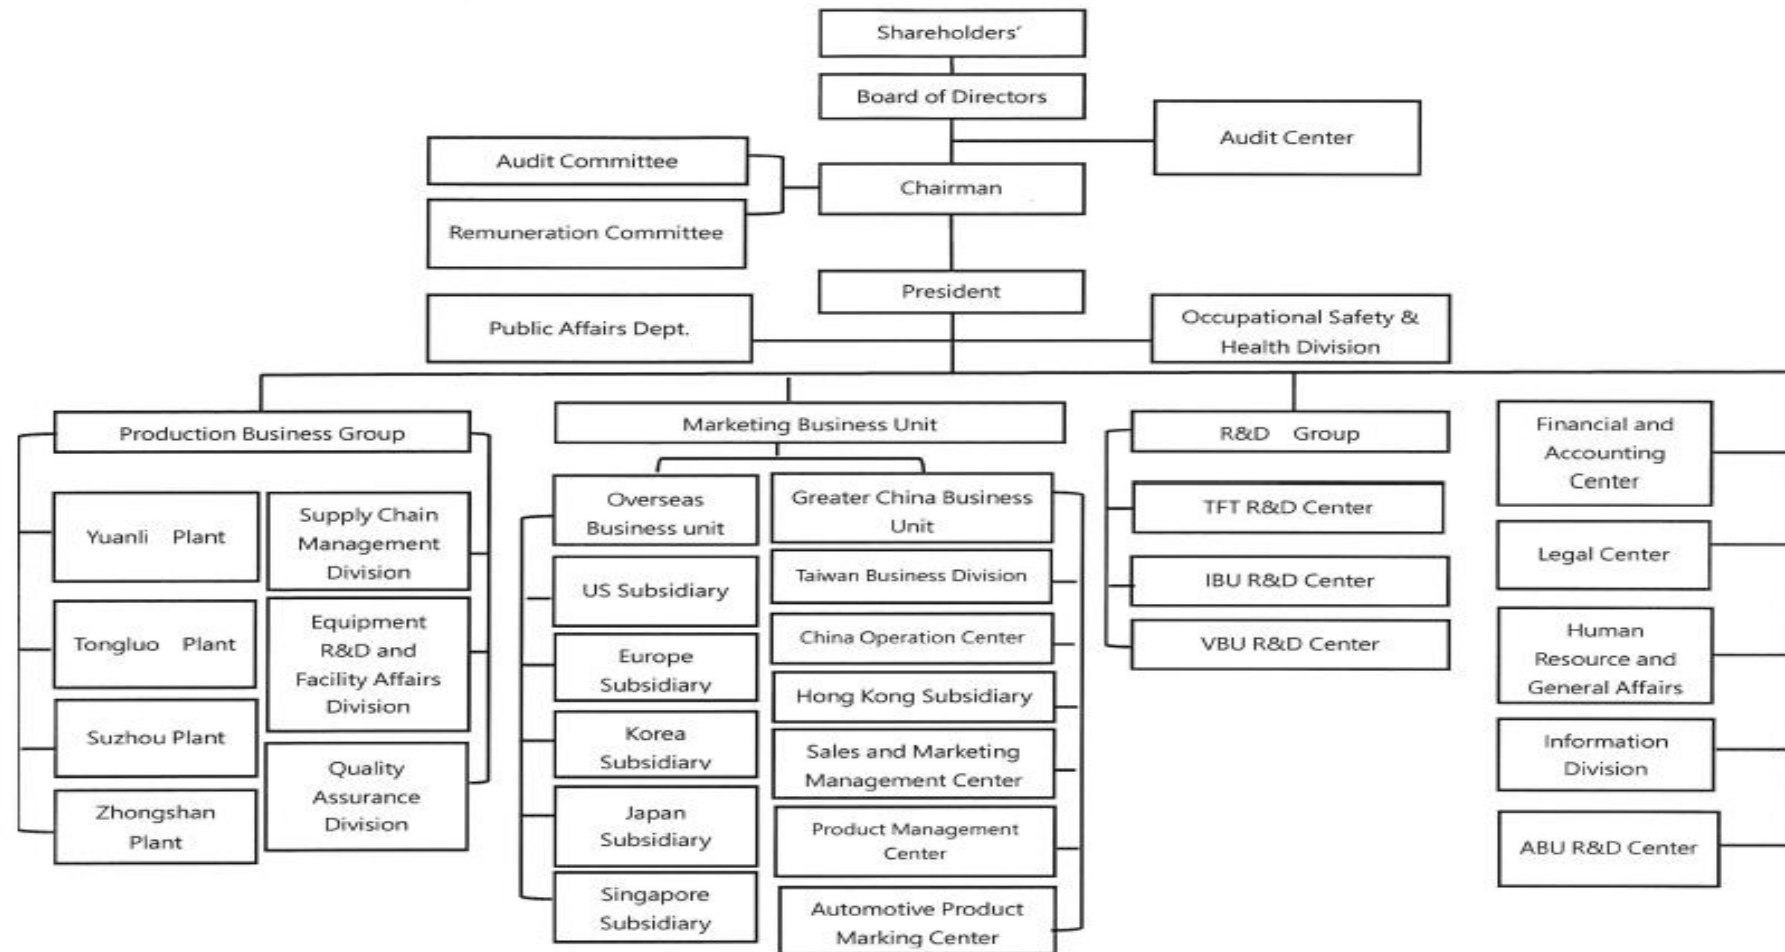 Shareholders’
Board of Directors
Audit Center
Audit Committee
Chairman
Remuneration Committee
President
Public Affairs Dept.
Occupational Safety &
Health Division
Production Business Group
Yuanli Plant
Tongluo Plant
Suzhou Plant
Zhongshan
Plant
Supply Chain
Management
Division
Equipment
R&D and
Facility Affairs
Division
Quality
Assurance
Division
Marketing Business Unit
Overseas
Business unit
US Subsidiary
Europe
Subsidiary
Korea
Subsidiary
Japan
Subsidiary
Singapore
Subsidiary
Greater China Business
Unit
Taiwan Business Division
China Operation Center
Hong Kong Subsidiary
Sales and Marketing
Management Center
Product Management
Center
Automotive Product
Marking Center
R&D Group
TFT R&D Center
IBU R&D Center
VBU R&D Center
Financial and
Accounting
Center
Legal Center
Human
Resource and
General Affairs
Information
Division
ABU R&D Center